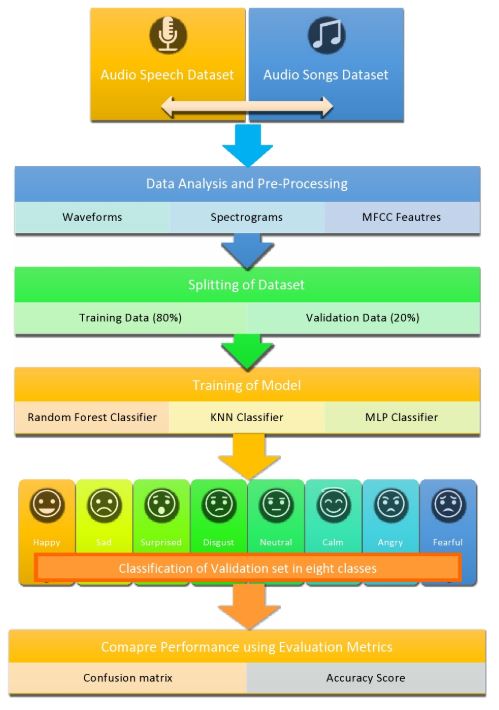 Audio Speech Dataset
Audio Songs Dataset
Data Analysis and Pre-Processing
Waveforms
Spectrograms
MFCC Feautres
Splitting of Dataset
Training Data (80%)
Validation Data (20%)
Training of Model
Random Forest Classifier
KNN Classifier
MLP Classifier
Happy
Sad
Surprised
Disgust
Neutral
Calm
Angry
Fearful
Classification of Validation set in eight classes
Comapre Performance using Evaluation Metrics
Confusion matrix
Accuracy Score